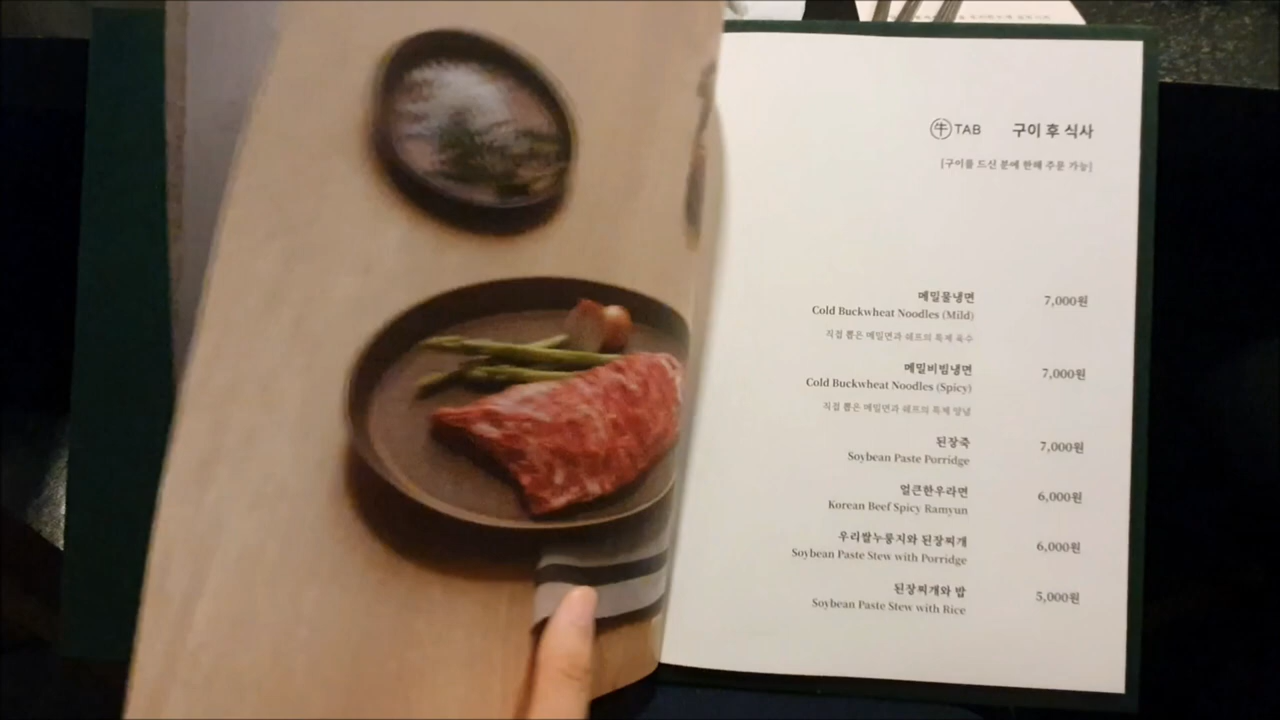 牛 TAB 구이 후 식사
[구이를 드신 분에 한해 주문 가능]
메밀물냉면 7,000원
Cold Buckwheat Noodles (Mild)
직접 뽑은 메밀면과 쉐프의 특제 육수
메밀비빔냉면 7,000원
Cold Buckwheat Noodles (Spicy)
직접 뽑은 메밀면과 쉐프의 특제 양념
된장죽 7,000원
Soybean Paste Porridge
얼큰한우라면 6,000원
Korean Beef Spicy Ramyun
우리쌀누룽지와 된장찌개 6,000원
Soybean Paste Stew with Porridge
된장찌개와 밥 5,000원
Soybean Paste Stew with Rice